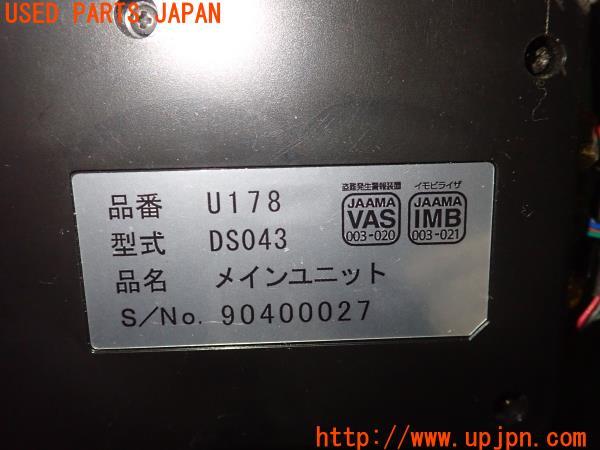 USED PARTS JAPAN
品番 U178
型式 DS043
品名 メインユニット
S/No. 90400027
盗難発生警報装置
JAAMA
VAS
003-020
イモビライザ
JAAMA
IMB
003-021
http://www.upjpn.com